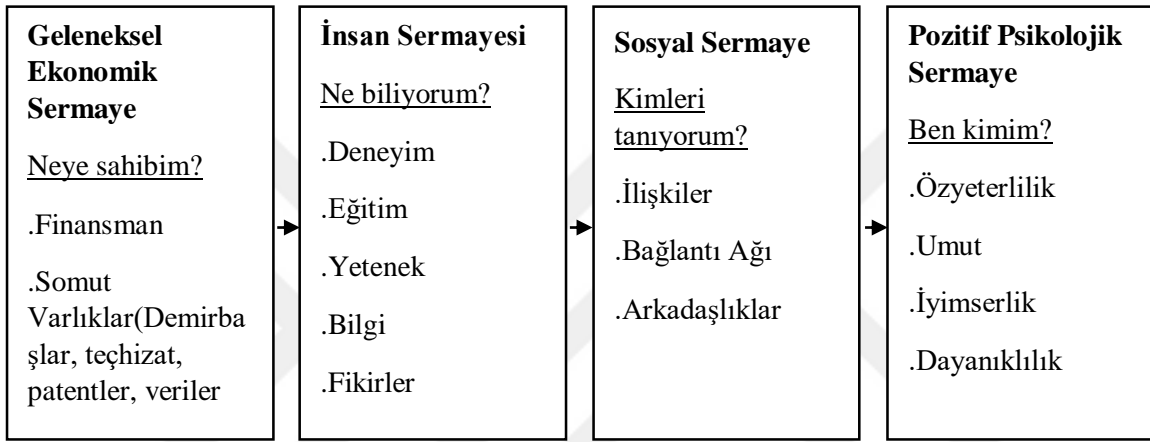 Geleneksel
Ekonomik
Sermaye
Neye sahibim?
.Finansman
.Somut
Varlıklar(Demirba
şlar, teçhizat,
patentler, veriler
İnsan Sermayesi
Ne biliyorum?
.Deneyim
.Eğitim
.Yetenek
.Bilgi
.Fikirler
Sosyal Sermaye
Kimleri
tanıyorum?
.İlişkiler
.Bağlantı Ağı
.Arkadaşlıklar
Pozitif Psikolojik
Sermaye
Ben kimim?
.Özyeterlilik
.Umut
.İyimserlik
.Dayanıklılık